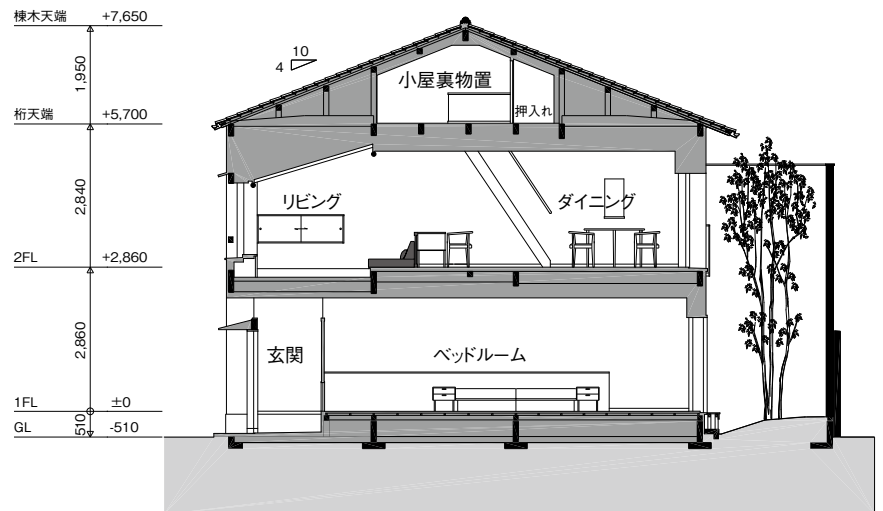 棟木天端 +7,650
1,950
10
4
小屋裏物置
押入れ
桁天端 +5,700
2,840
リビング
ダイニング
2FL +2,860
2,860
玄関
ベッドルーム
1FL ±0
510
GL -510